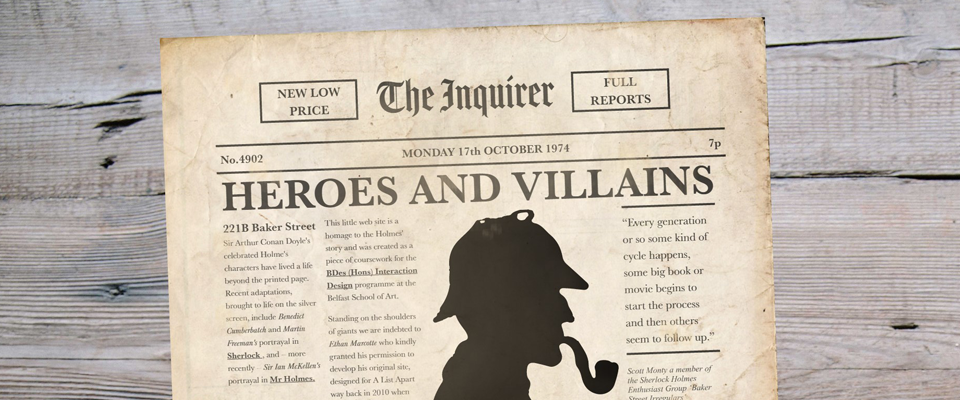 NEW LOW
PRICE
The Inquirer
FULL
REPORTS
No.4902
MONDAY 17th OCTOBER 1974
7p
HEROES AND VILLAINS
221B Baker Street
Sir Arthur Conan Doyle's
celebrated Holme's
characters have lived a life
beyond the printed page.
Recent adaptations,
brought to life on the silver
screen, include Benedict
Cumberbatch and Martin
Freeman's portrayal in
Sherlock , and – more
recently – Sir Ian McKellen's
portrayal in Mr Holmes.
This little web site is a
homage to the Holmes'
story and was created as a
piece of coursework for the
BDes (Hons) Interaction
Design programme at the
Belfast School of Art.
Standing on the shoulders
of giants we are indebted to
Ethan Marcotte who kindly
granted his permission to
develop his original site,
designed for A List Apart
way back in 2010 when
“Every generation
or so some kind of
cycle happens,
some big book or
movie begins to
start the process
and then others
seem to follow up.”
Scott Monty a member of
the Sherlock Holmes
Enthusiast Group 'Baker
Street Irregulars'